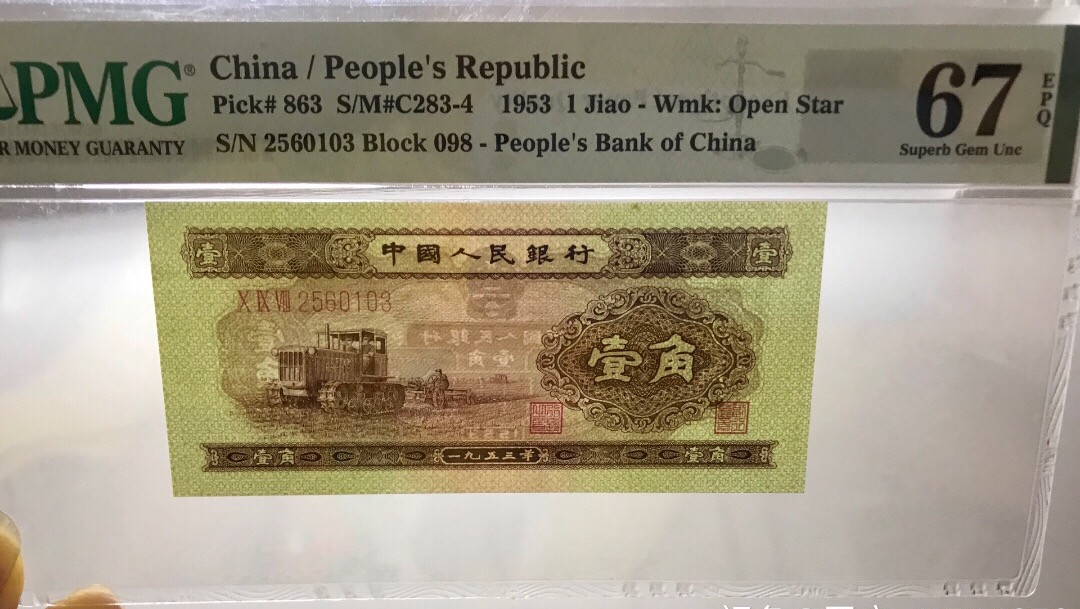 PMG®
R MONEY GUARANTY
China / People's Republic
Pick# 863 S/M#C283-4 1953 1 Jiao - Wmk: Open Star
S/N 2560103 Block 098 - People's Bank of China
67
EPQ
Superb Gem Unc
壹 中國人民銀行 壹
X IX VIII 2560103
壹角
壹角 一九五三年 壹角